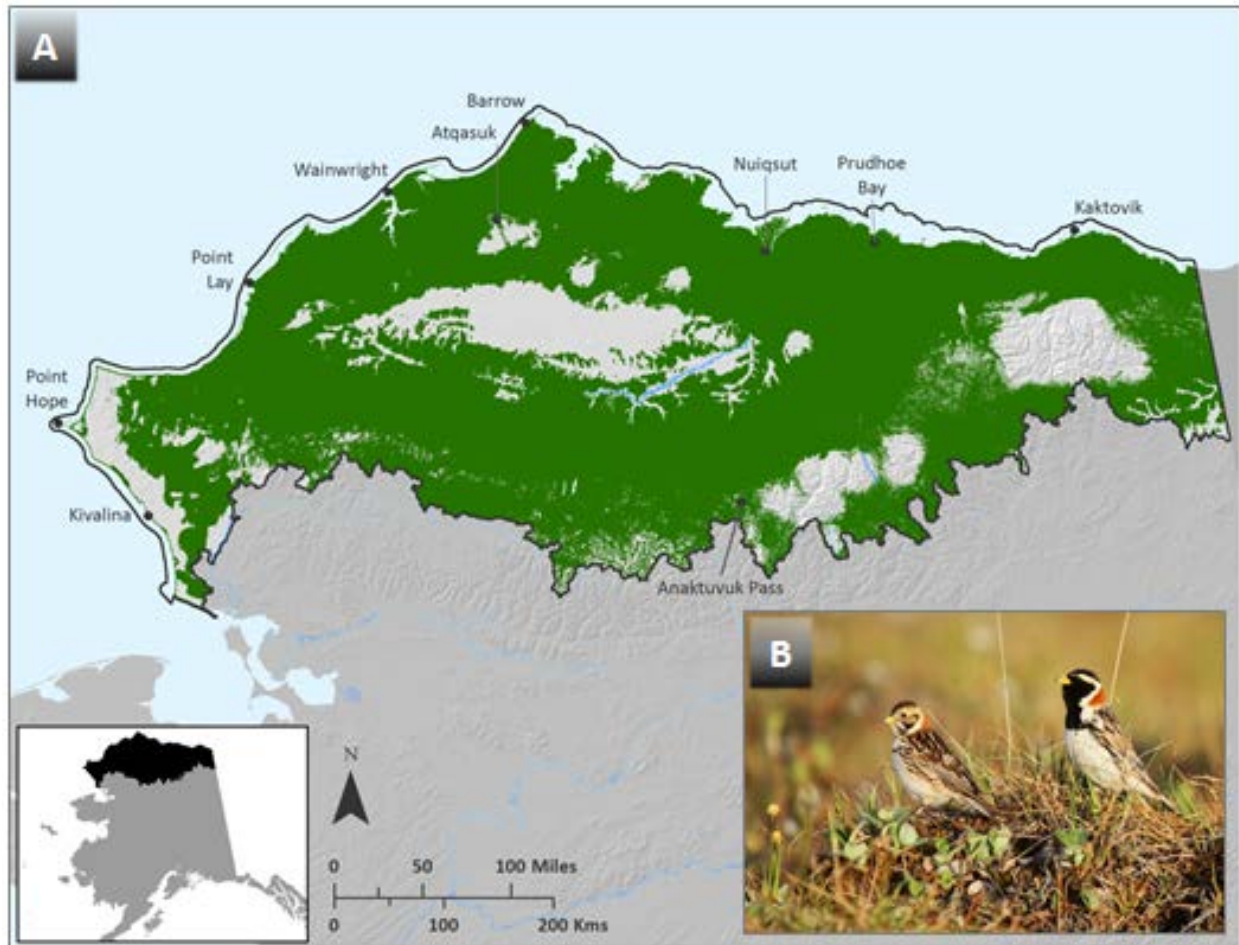 A
Barrow
Atqasuk
Wainwright
Nuiqsut
Prudhoe
Bay
Kaktovik
Point
Lay
Point
Hope
Kivalina
Anaktuvuk Pass
B
N
0 50 100 Miles
0 100 200 Kms